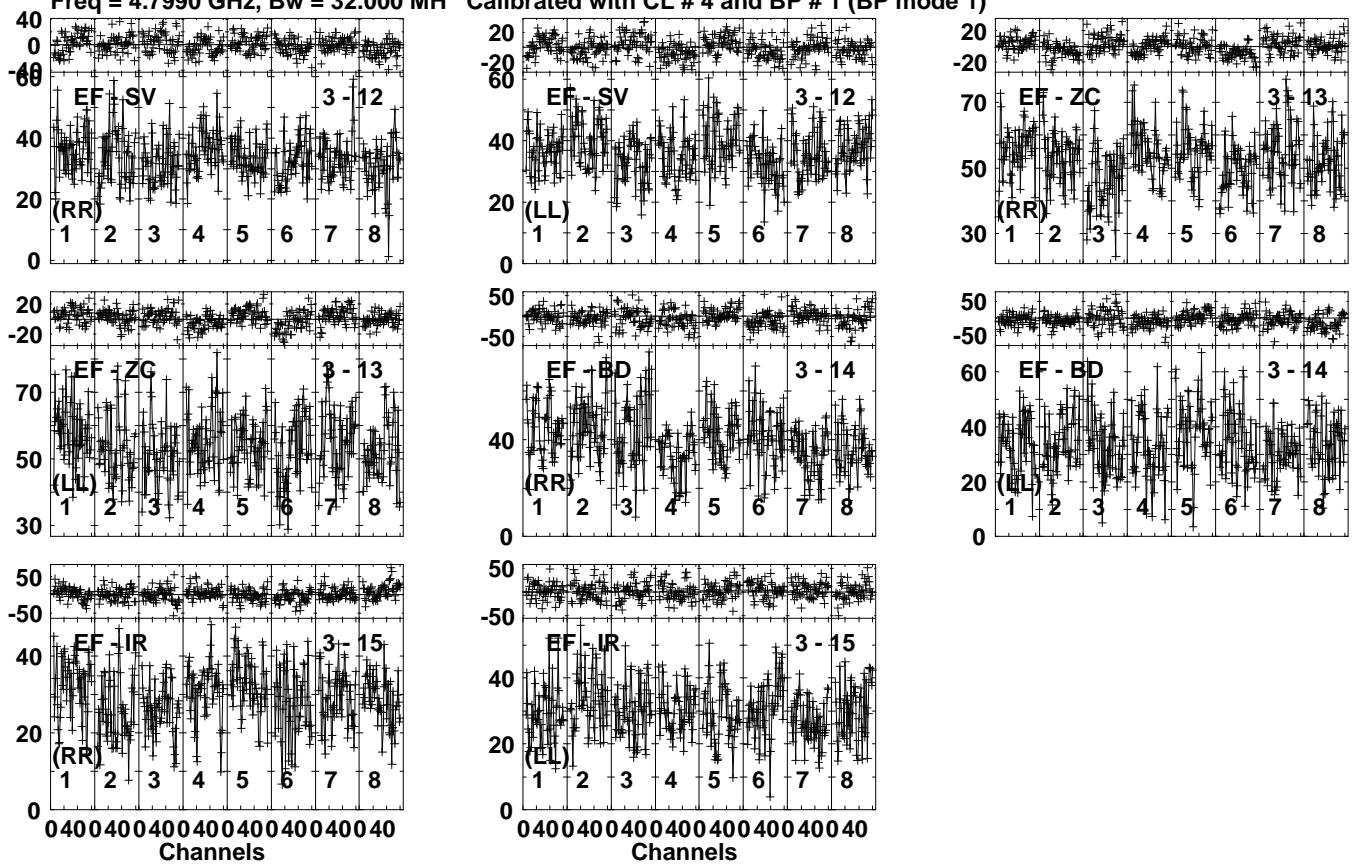 Freq = 4.7990 GHz, Bw = 32.000 MH Calibrated with CL # 4 and BP # 1 (BP mode 1)
40
0
-40
60
40
20
0
EF - SV 3 - 12
(RR)
1 2 3 4 5 6 7 8
20
-20
60
40
20
0
EF - SV 3 - 12
(LL)
1 2 3 4 5 6 7 8
20
-20
70
50
30
EF - ZC 3 - 13
(RR)
1 2 3 4 5 6 7 8
20
-20
70
50
30
EF - ZC 3 - 13
(LL)
1 2 3 4 5 6 7 8
50
-50
40
0
EF - BD 3 - 14
(RR)
1 2 3 4 5 6 7 8
50
-50
60
40
20
0
EF - BD 3 - 14
(LL)
1 2 3 4 5 6 7 8
50
-50
40
20
0
EF - IR 3 - 15
(RR)
1 2 3 4 5 6 7 8
0 40 0 40 0 40 0 40 0 40 0 40 0 40 0 40
Channels
50
-50
40
20
0
EF - IR 3 - 15
(LL)
1 2 3 4 5 6 7 8
0 40 0 40 0 40 0 40 0 40 0 40 0 40 0 40
Channels